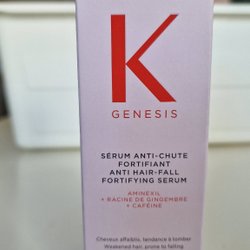 K
GENESIS
SÉRUM ANTI-CHUTE
FORTIFIANT
ANTI HAIR-FALL
FORTIFYING SERUM
AMINEXIL
+ RACINE DE GINGEMBRE
+ CAFÉINE
Cheveux affaiblis, tendance à tomber
Weakened hair, prone to falling